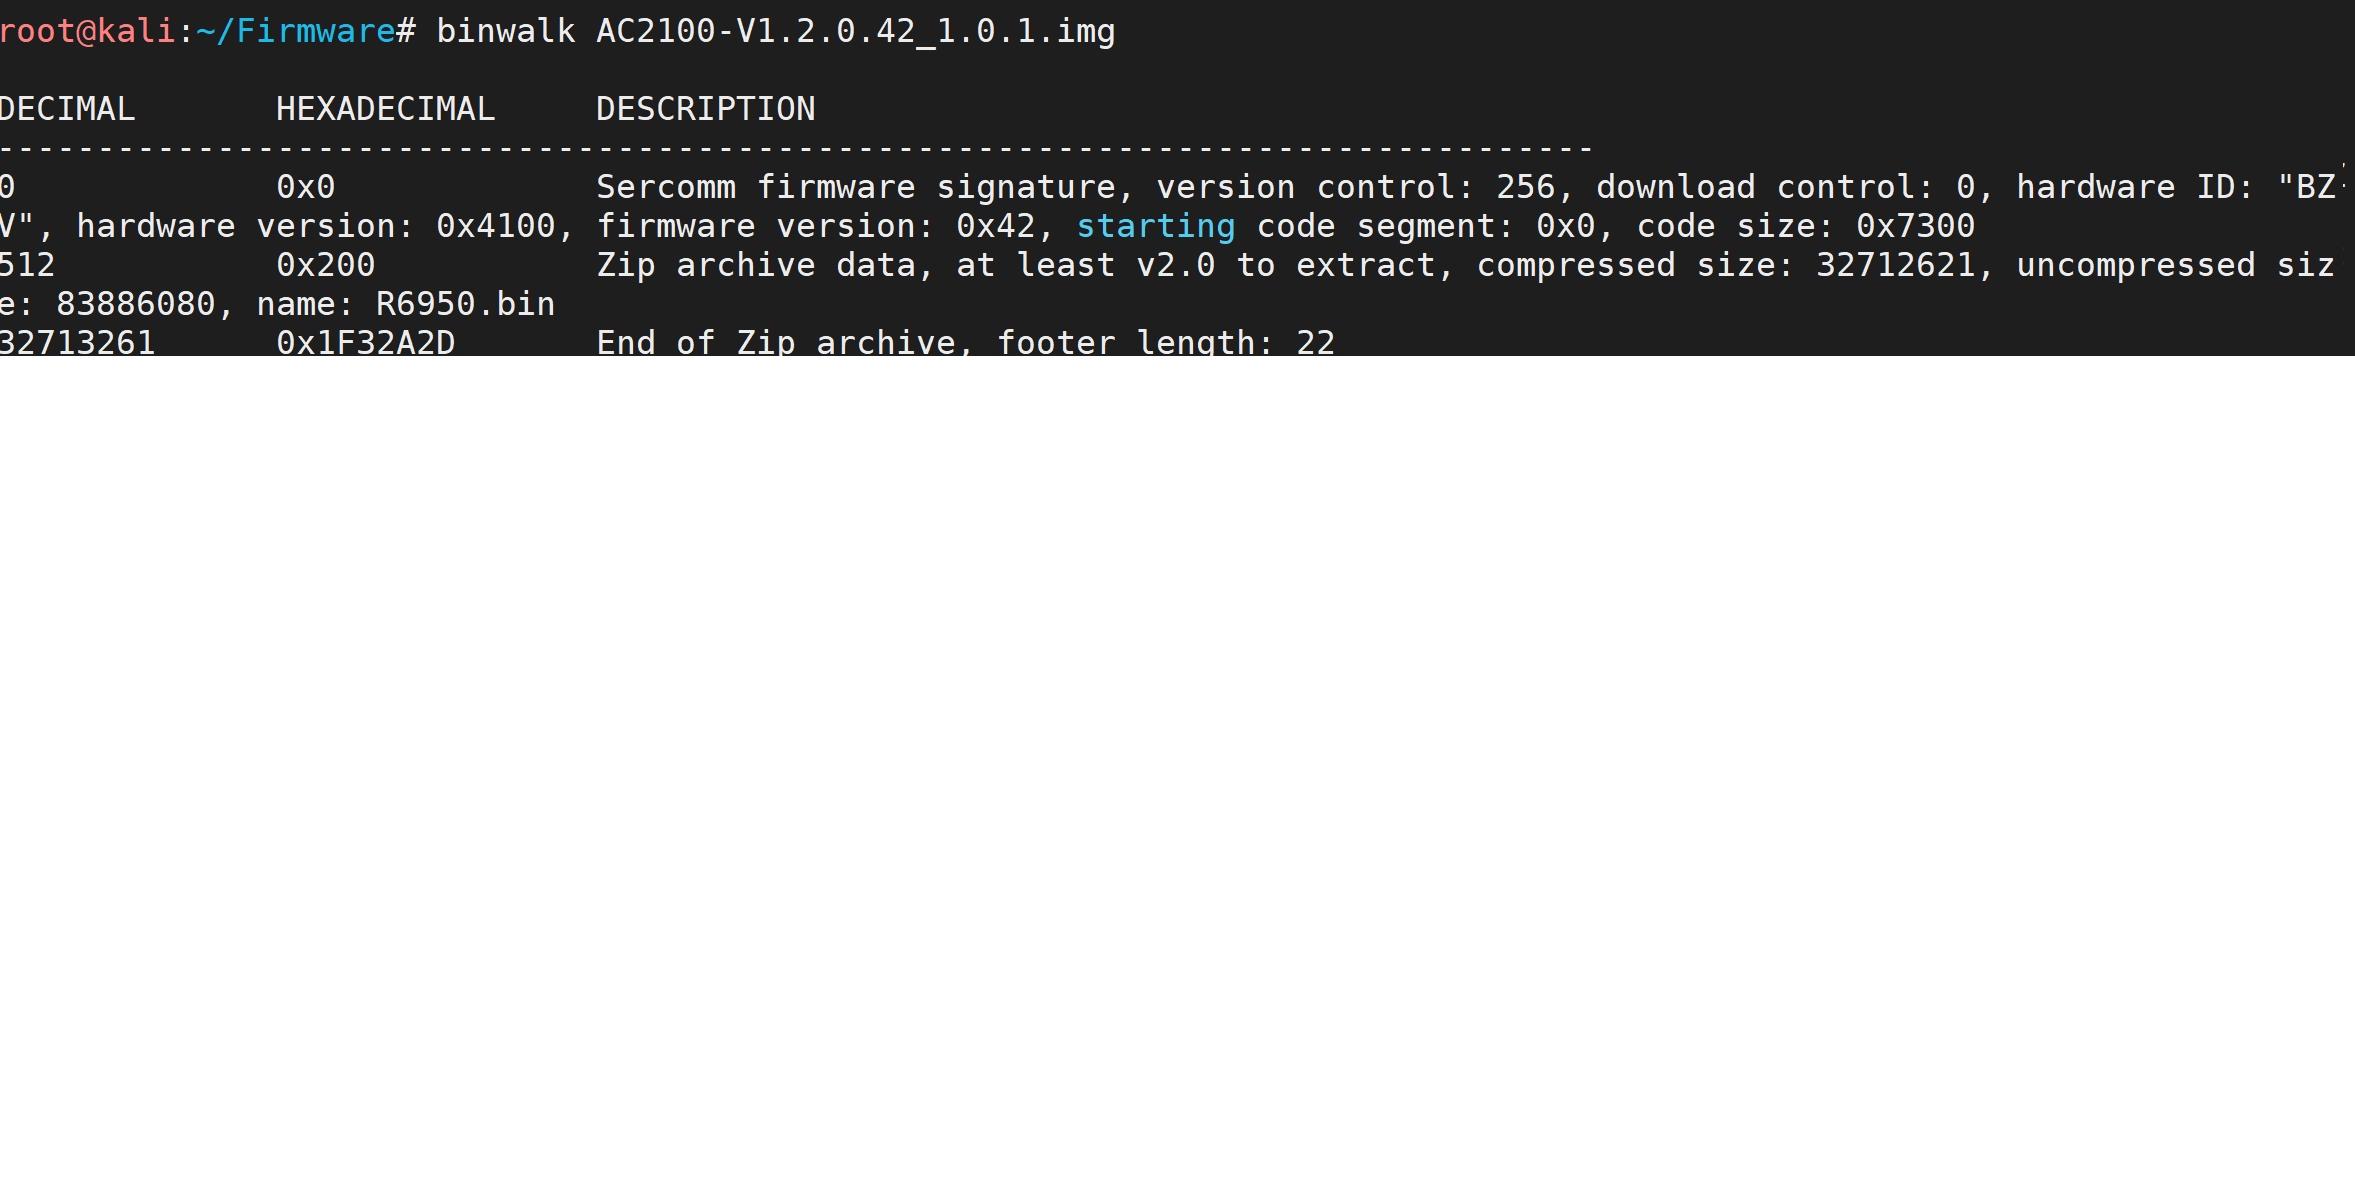 root@kali:~/Firmware# binwalk AC2100-V1.2.0.42_1.0.1.img
DECIMAL       HEXADECIMAL     DESCRIPTION
--------------------------------------------------------------------------------
0             0x0             Sercomm firmware signature, version control: 256, download control: 0, hardware ID: "BZ
V", hardware version: 0x4100, firmware version: 0x42, starting code segment: 0x0, code size: 0x7300
512           0x200           Zip archive data, at least v2.0 to extract, compressed size: 32712621, uncompressed siz
e: 83886080, name: R6950.bin
32713261      0x1F32A2D       End of Zip archive, footer length: 22